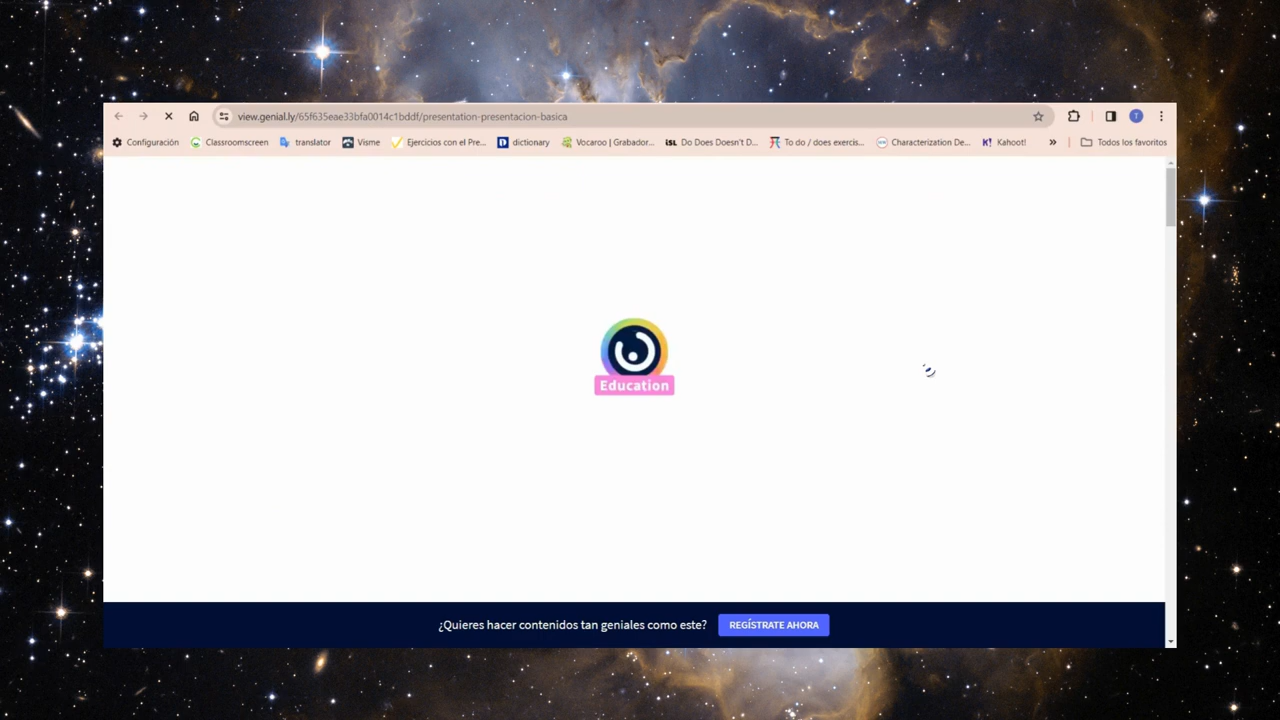 view.genial.ly/65f635eae33bfa0014c1bddf/presentation-presentacion-basica
T
Configuración Classroomscreen translator Visme Ejercicios con el Pre... D dictionary Vocaroo | Grabador... iSL Do Does Doesn't D... To do / does exercis... Characterization De... K! Kahoot! » Todos los favoritos
Education
¿Quieres hacer contenidos tan geniales como este? REGÍSTRATE AHORA